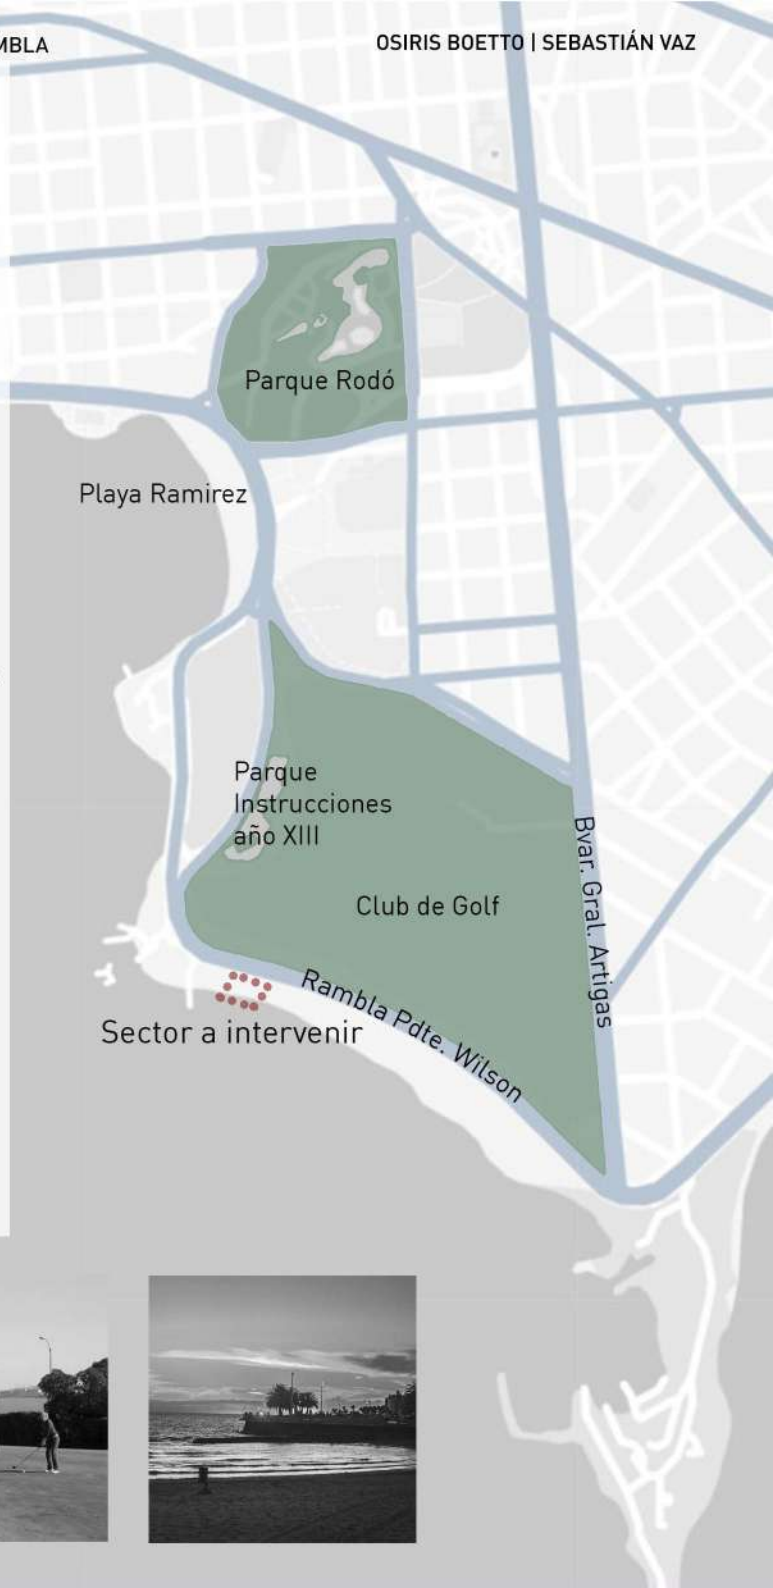 OSIRIS BOETTO | SEBASTIÁN VAZ
Parque Rodó
Playa Ramirez
Parque
Instrucciones
año XIII
Club de Golf
Bvar. Gral. Artigas
Rambla Pdte. Wilson
Sector a intervenir